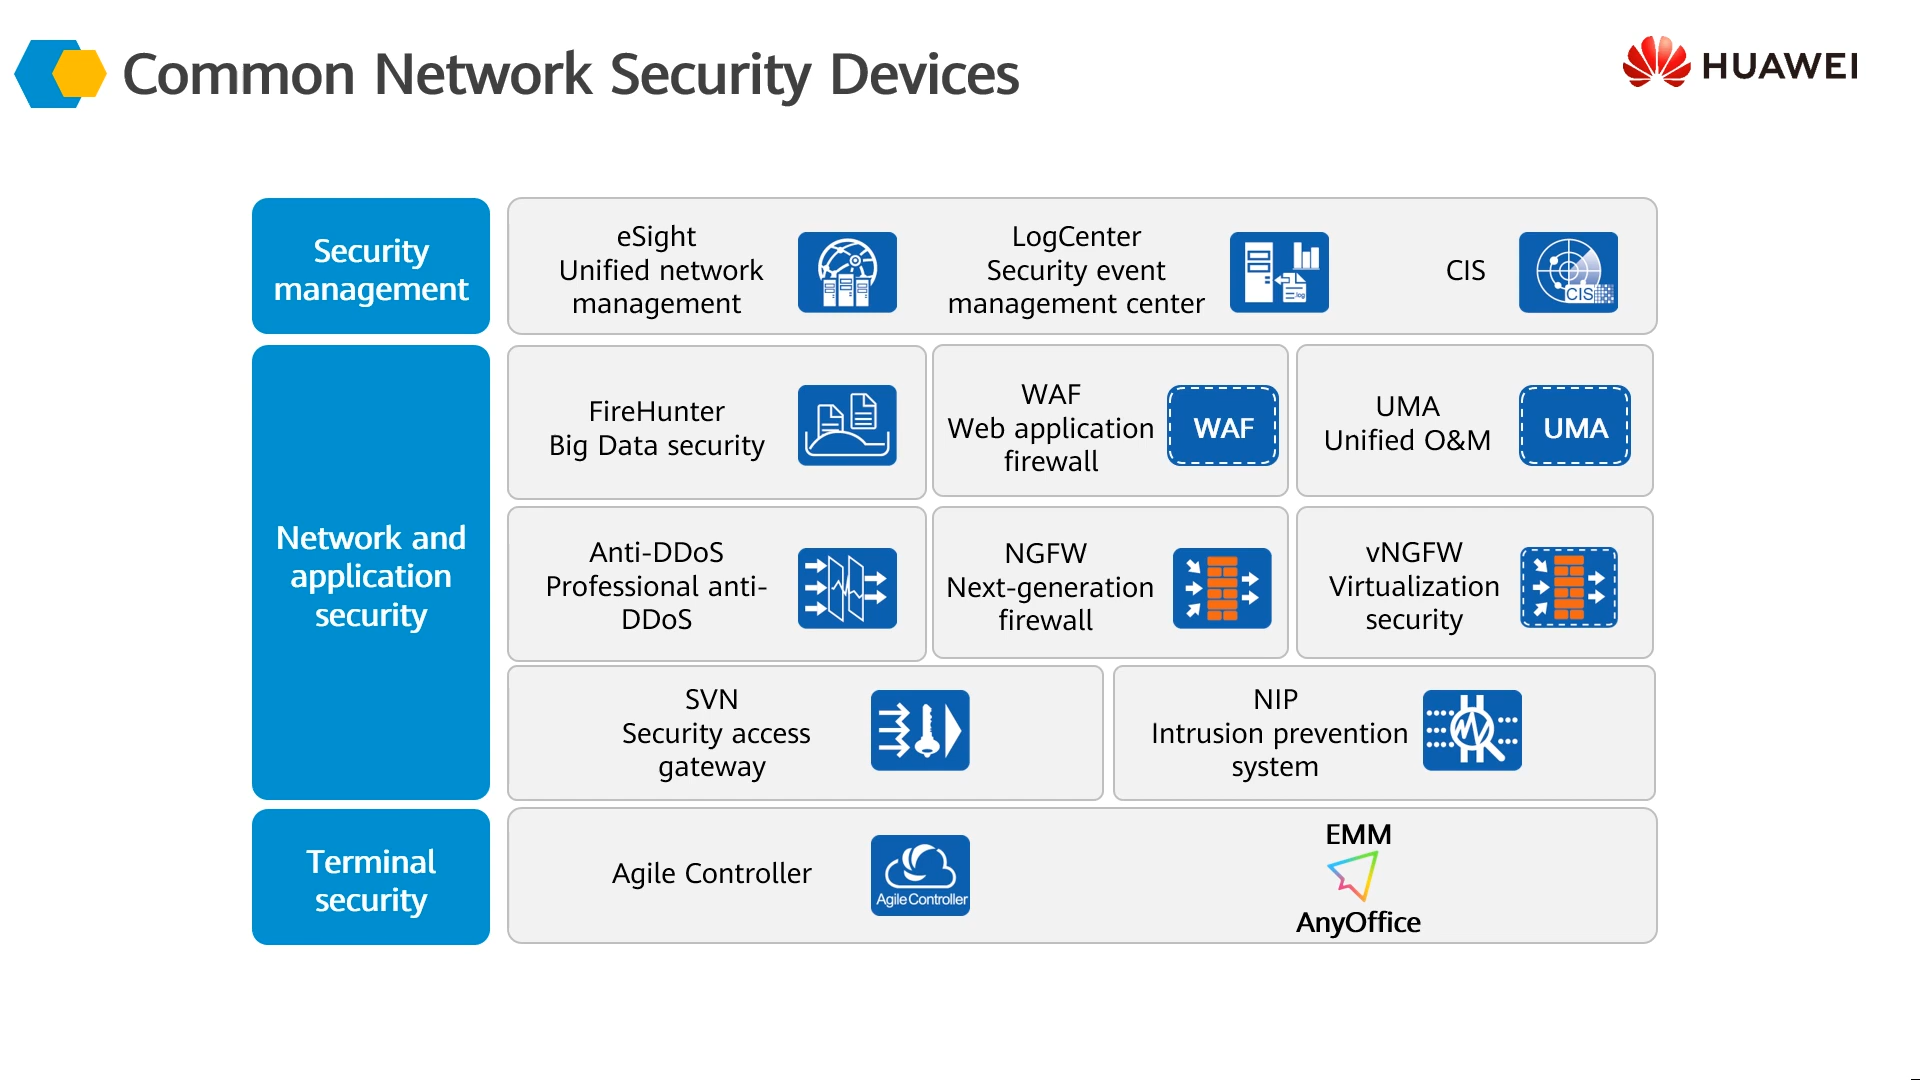 Common Network Security Devices
HUAWEI
Security
management
eSight
Unified network
management
LogCenter
Security event
management center
.log
CIS
CIS
Network and
application
security
FireHunter
Big Data security
WAF
Web application
firewall
WAF
UMA
Unified O&M
UMA
Anti-DDoS
Professional anti-
DDoS
NGFW
Next-generation
firewall
vNGFW
Virtualization
security
SVN
Security access
gateway
NIP
Intrusion prevention
system
Terminal
security
Agile Controller
Agile Controller
EMM
AnyOffice